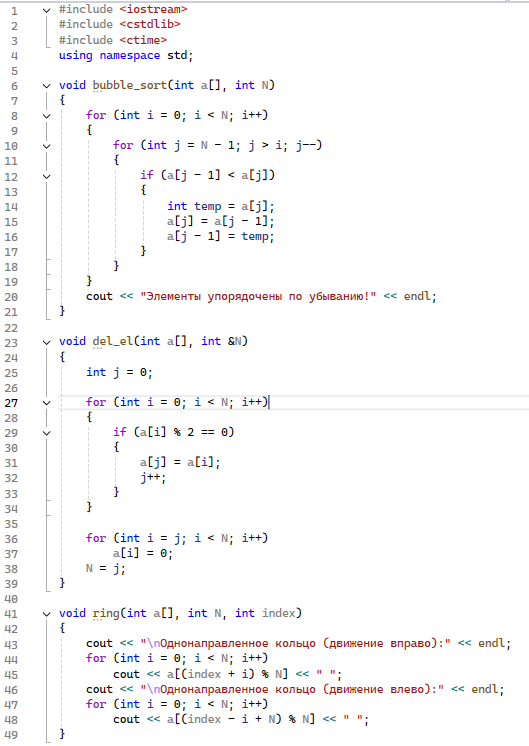 1 #include <iostream>
2 #include <cstdlib>
3 #include <ctime>
4 using namespace std;
5
6 void bubble_sort(int a[], int N)
7 {
8 for (int i = 0; i < N; i++)
9 {
10 for (int j = N - 1; j > i; j--)
11 {
12 if (a[j - 1] < a[j])
13 {
14 int temp = a[j];
15 a[j] = a[j - 1];
16 a[j - 1] = temp;
17 }
18 }
19 }
20 cout << "Элементы упорядочены по убыванию!" << endl;
21 }
22
23 void del_el(int a[], int &N)
24 {
25 int j = 0;
26
27 for (int i = 0; i < N; i++)
28 {
29 if (a[i] % 2 == 0)
30 {
31 a[j] = a[i];
32 j++;
33 }
34 }
35
36 for (int i = j; i < N; i++)
37 a[i] = 0;
38 N = j;
39 }
40
41 void ring(int a[], int N, int index)
42 {
43 cout << "\nОднонаправленное кольцо (движение вправо):" << endl;
44 for (int i = 0; i < N; i++)
45 cout << a[(index + i) % N] << " ";
46 cout << "\nОднонаправленное кольцо (движение влево):" << endl;
47 for (int i = 0; i < N; i++)
48 cout << a[(index - i + N) % N] << " ";
49 }